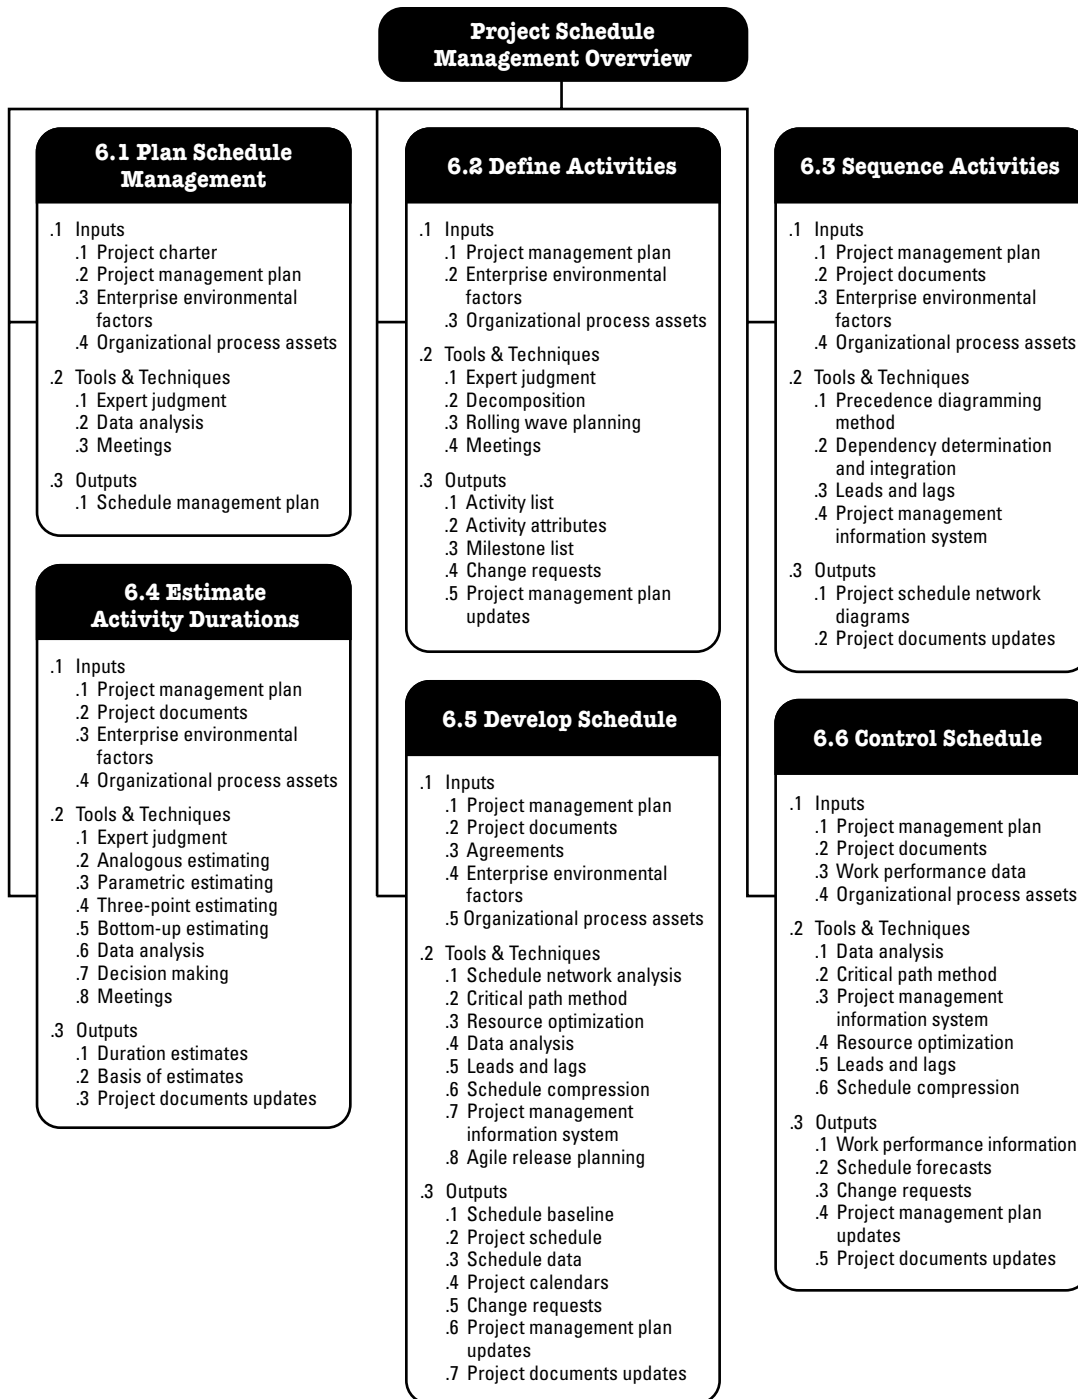 Project Schedule
Management Overview
6.1 Plan Schedule
Management
.1 Inputs
.1 Project charter
.2 Project management plan
.3 Enterprise environmental
factors
.4 Organizational process assets
.2 Tools & Techniques
.1 Expert judgment
.2 Data analysis
.3 Meetings
.3 Outputs
.1 Schedule management plan
6.2 Define Activities
.1 Inputs
.1 Project management plan
.2 Enterprise environmental
factors
.3 Organizational process assets
.2 Tools & Techniques
.1 Expert judgment
.2 Decomposition
.3 Rolling wave planning
.4 Meetings
.3 Outputs
.1 Activity list
.2 Activity attributes
.3 Milestone list
.4 Change requests
.5 Project management plan
updates
6.3 Sequence Activities
.1 Inputs
.1 Project management plan
.2 Project documents
.3 Enterprise environmental
factors
.4 Organizational process assets
.2 Tools & Techniques
.1 Precedence diagramming
method
.2 Dependency determination
and integration
.3 Leads and lags
.4 Project management
information system
.3 Outputs
.1 Project schedule network
diagrams
.2 Project documents updates
6.4 Estimate
Activity Durations
.1 Inputs
.1 Project management plan
.2 Project documents
.3 Enterprise environmental
factors
.4 Organizational process assets
.2 Tools & Techniques
.1 Expert judgment
.2 Analogous estimating
.3 Parametric estimating
.4 Three-point estimating
.5 Bottom-up estimating
.6 Data analysis
.7 Decision making
.8 Meetings
.3 Outputs
.1 Duration estimates
.2 Basis of estimates
.3 Project documents updates
6.5 Develop Schedule
.1 Inputs
.1 Project management plan
.2 Project documents
.3 Agreements
.4 Enterprise environmental
factors
.5 Organizational process assets
.2 Tools & Techniques
.1 Schedule network analysis
.2 Critical path method
.3 Resource optimization
.4 Data analysis
.5 Leads and lags
.6 Schedule compression
.7 Project management
information system
.8 Agile release planning
.3 Outputs
.1 Schedule baseline
.2 Project schedule
.3 Schedule data
.4 Project calendars
.5 Change requests
.6 Project management plan
updates
.7 Project documents updates
6.6 Control Schedule
.1 Inputs
.1 Project management plan
.2 Project documents
.3 Work performance data
.4 Organizational process assets
.2 Tools & Techniques
.1 Data analysis
.2 Critical path method
.3 Project management
information system
.4 Resource optimization
.5 Leads and lags
.6 Schedule compression
.3 Outputs
.1 Work performance information
.2 Schedule forecasts
.3 Change requests
.4 Project management plan
updates
.5 Project documents updates